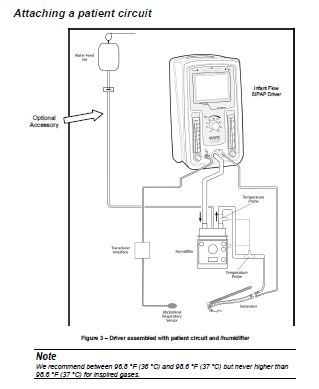 Attaching a patient circuit
Water Feed
Set
Optional
Accessory
Infant Flow
SiPAP Driver
Temperature
Probe
Transducer
Interface
Humidifier
Temperature
Probe
Generator
Abdominal
Respiratory
Sensor
Figure 3 – Driver assembled with patient circuit and /humidifier
Note
We recommend between 96.8 °F (36 °C) and 98.6 °F (37 °C) but never higher than
98.6 °F (37 °C) for inspired gases.